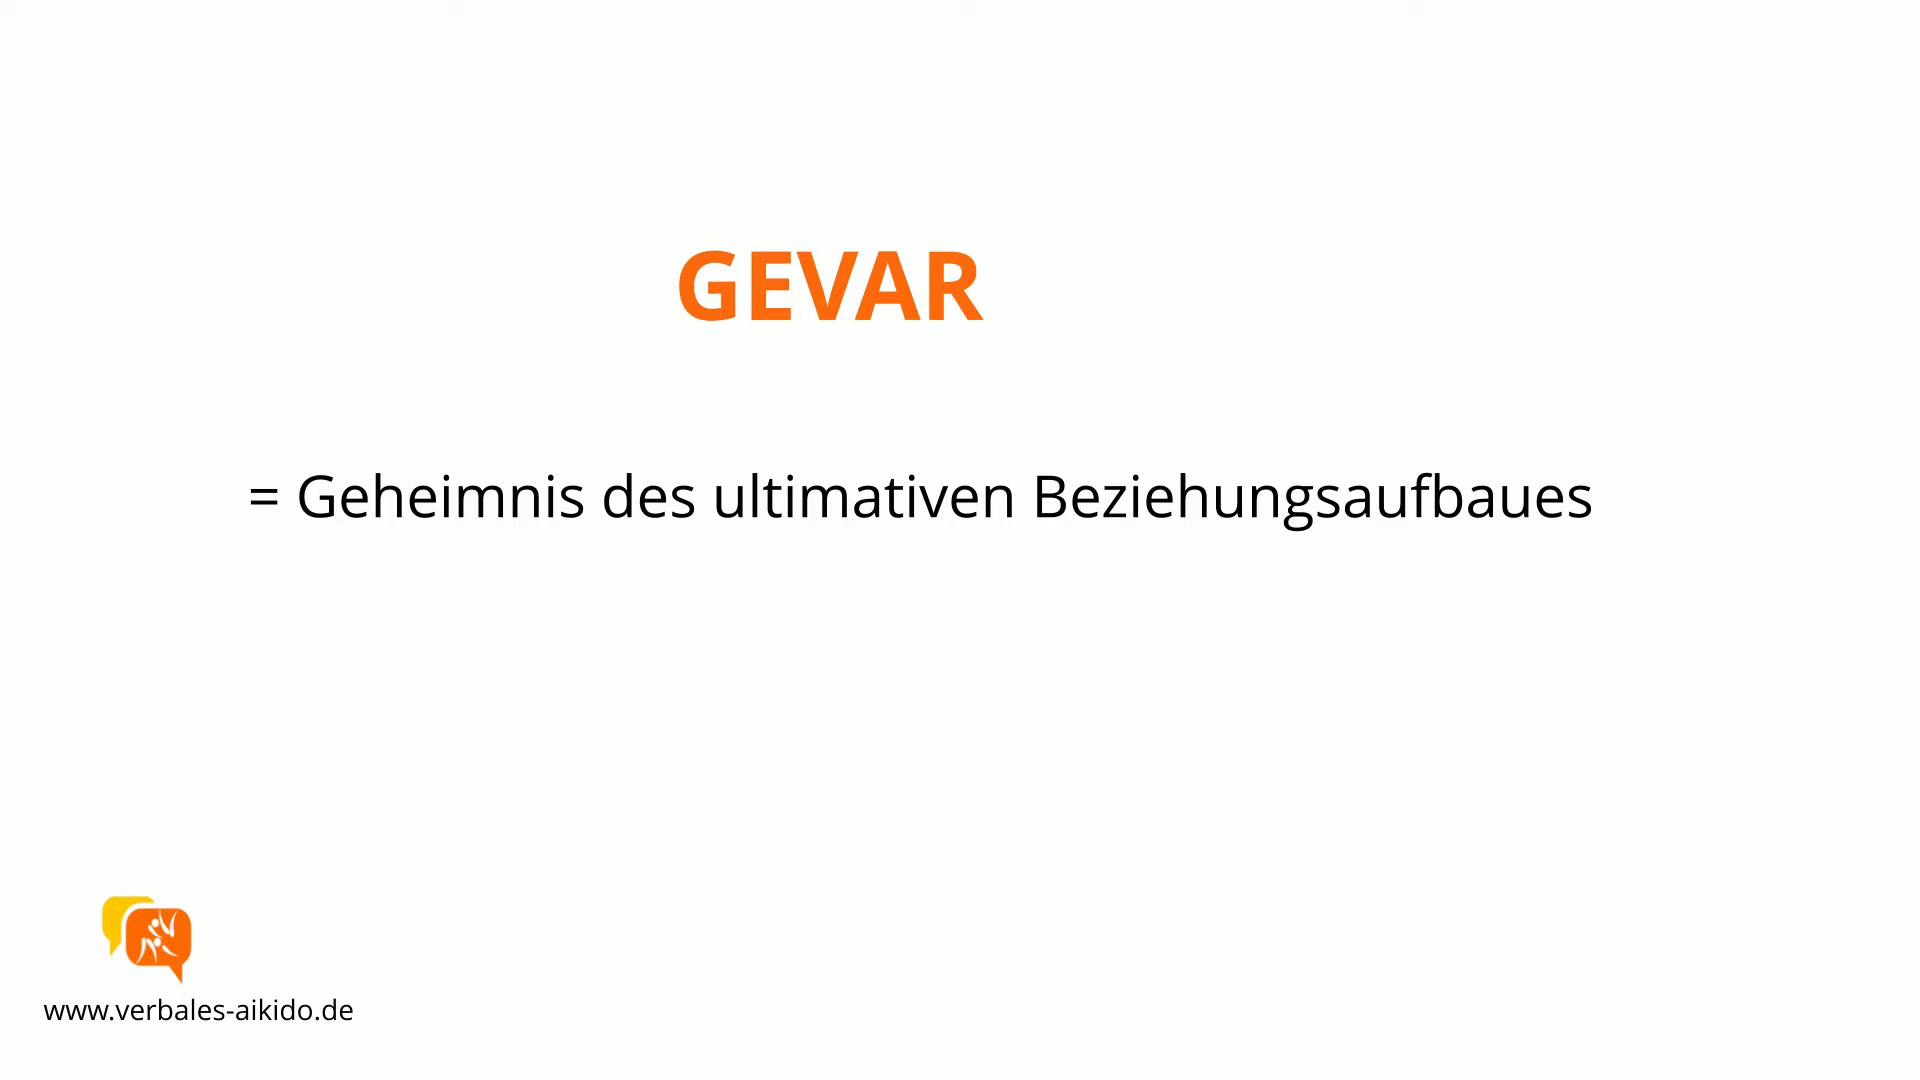 GEVAR
= Geheimnis des ultimativen Beziehungsaufbaues
www.verbales-aikido.de